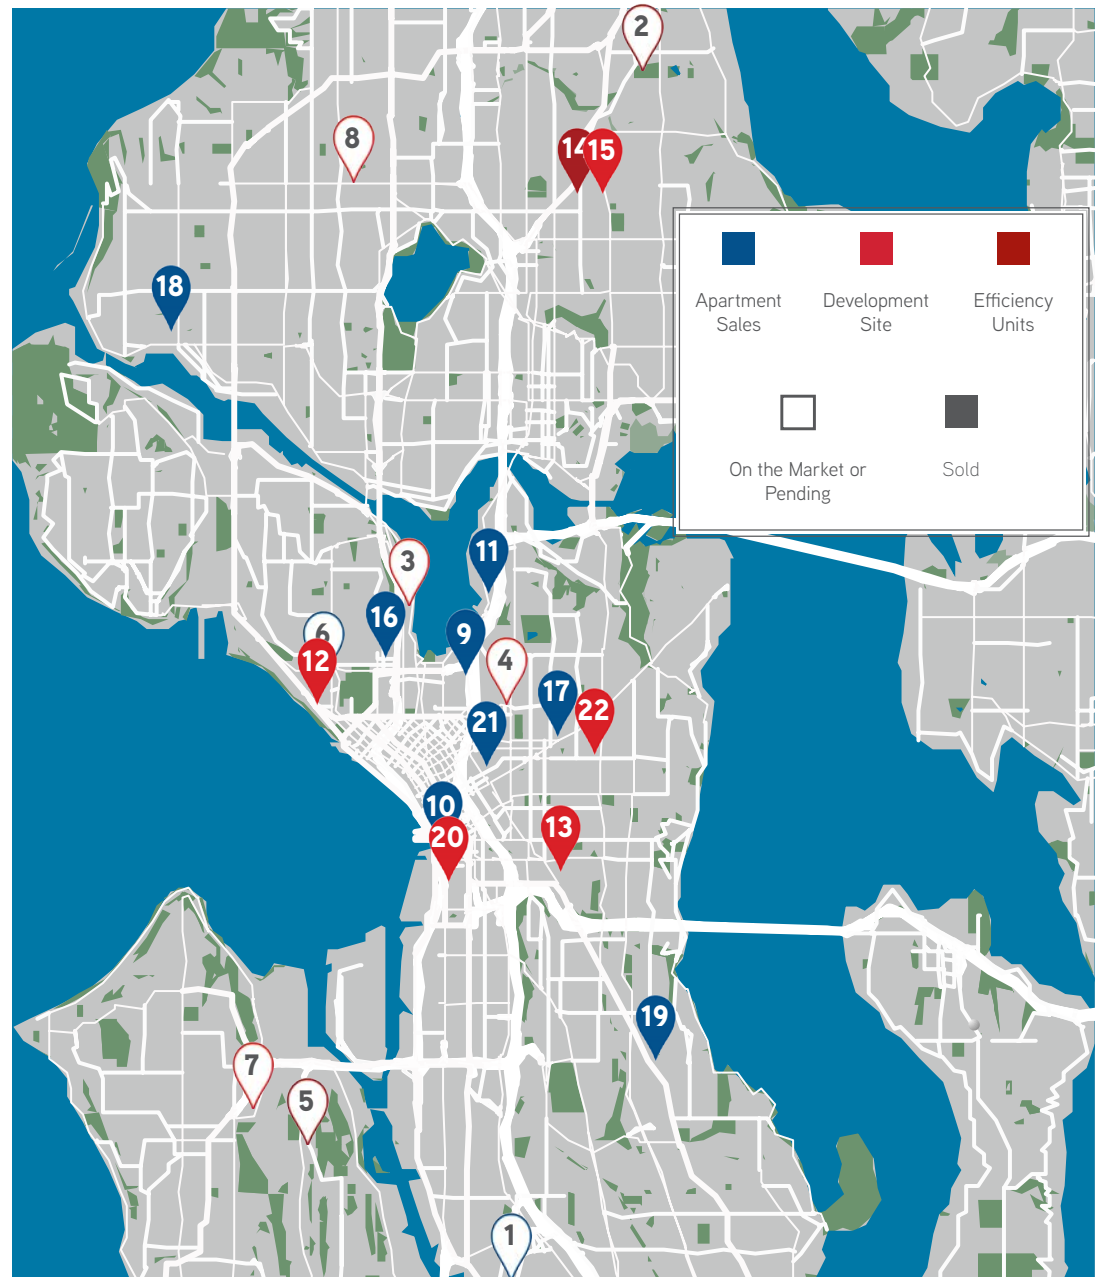 2
8
14
15
18
Apartment
Sales
Development
Site
Efficiency
Units
On the Market or
Pending
Sold
11
3
16
6
9
12
4
17
22
21
10
20
13
19
7
5
1